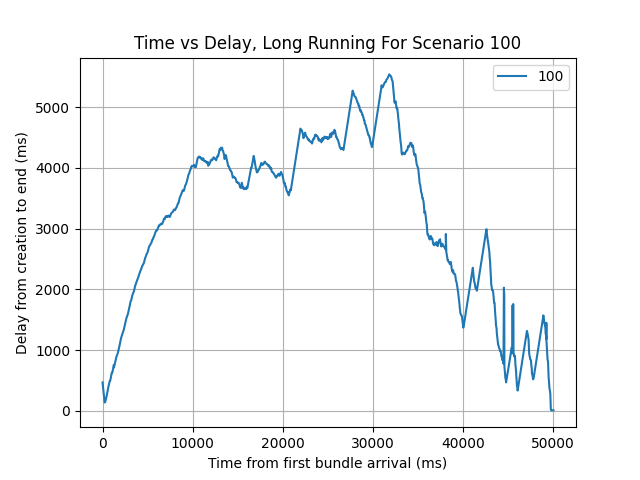 Time vs Delay, Long Running For Scenario 100
100
Delay from creation to end (ms)
5000
4000
3000
2000
1000
0
0 10000 20000 30000 40000 50000
Time from first bundle arrival (ms)